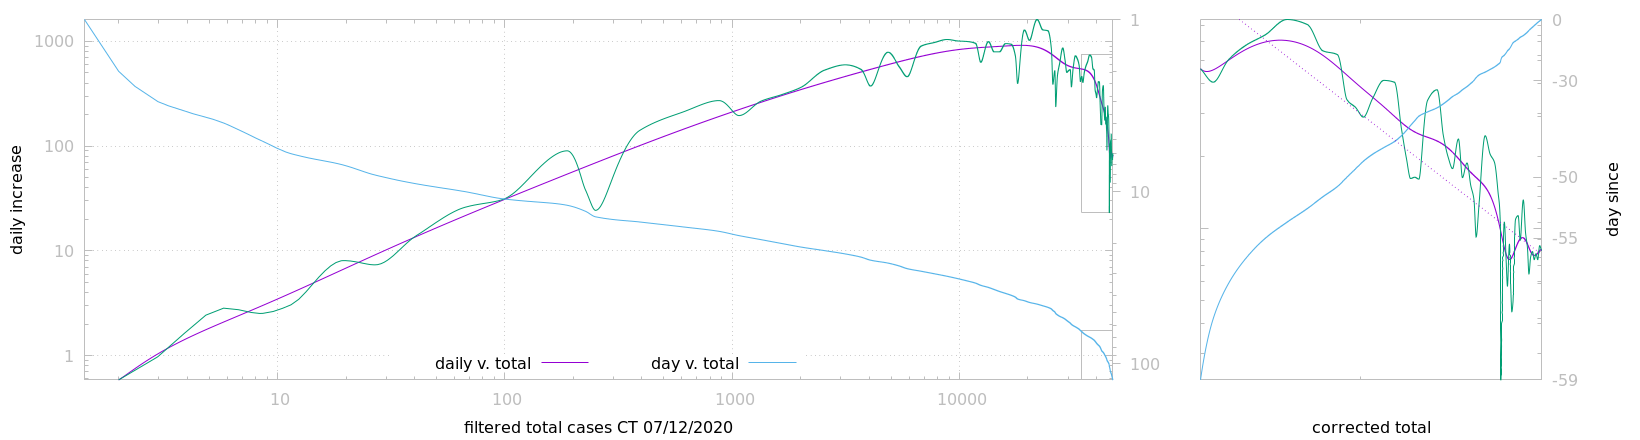 1000
100
10
1
daily increase
10
100
1000
10000
filtered total cases CT 07/12/2020
daily v. total
day v. total
1
10
100
0
-30
-50
-55
-59
day since
corrected total